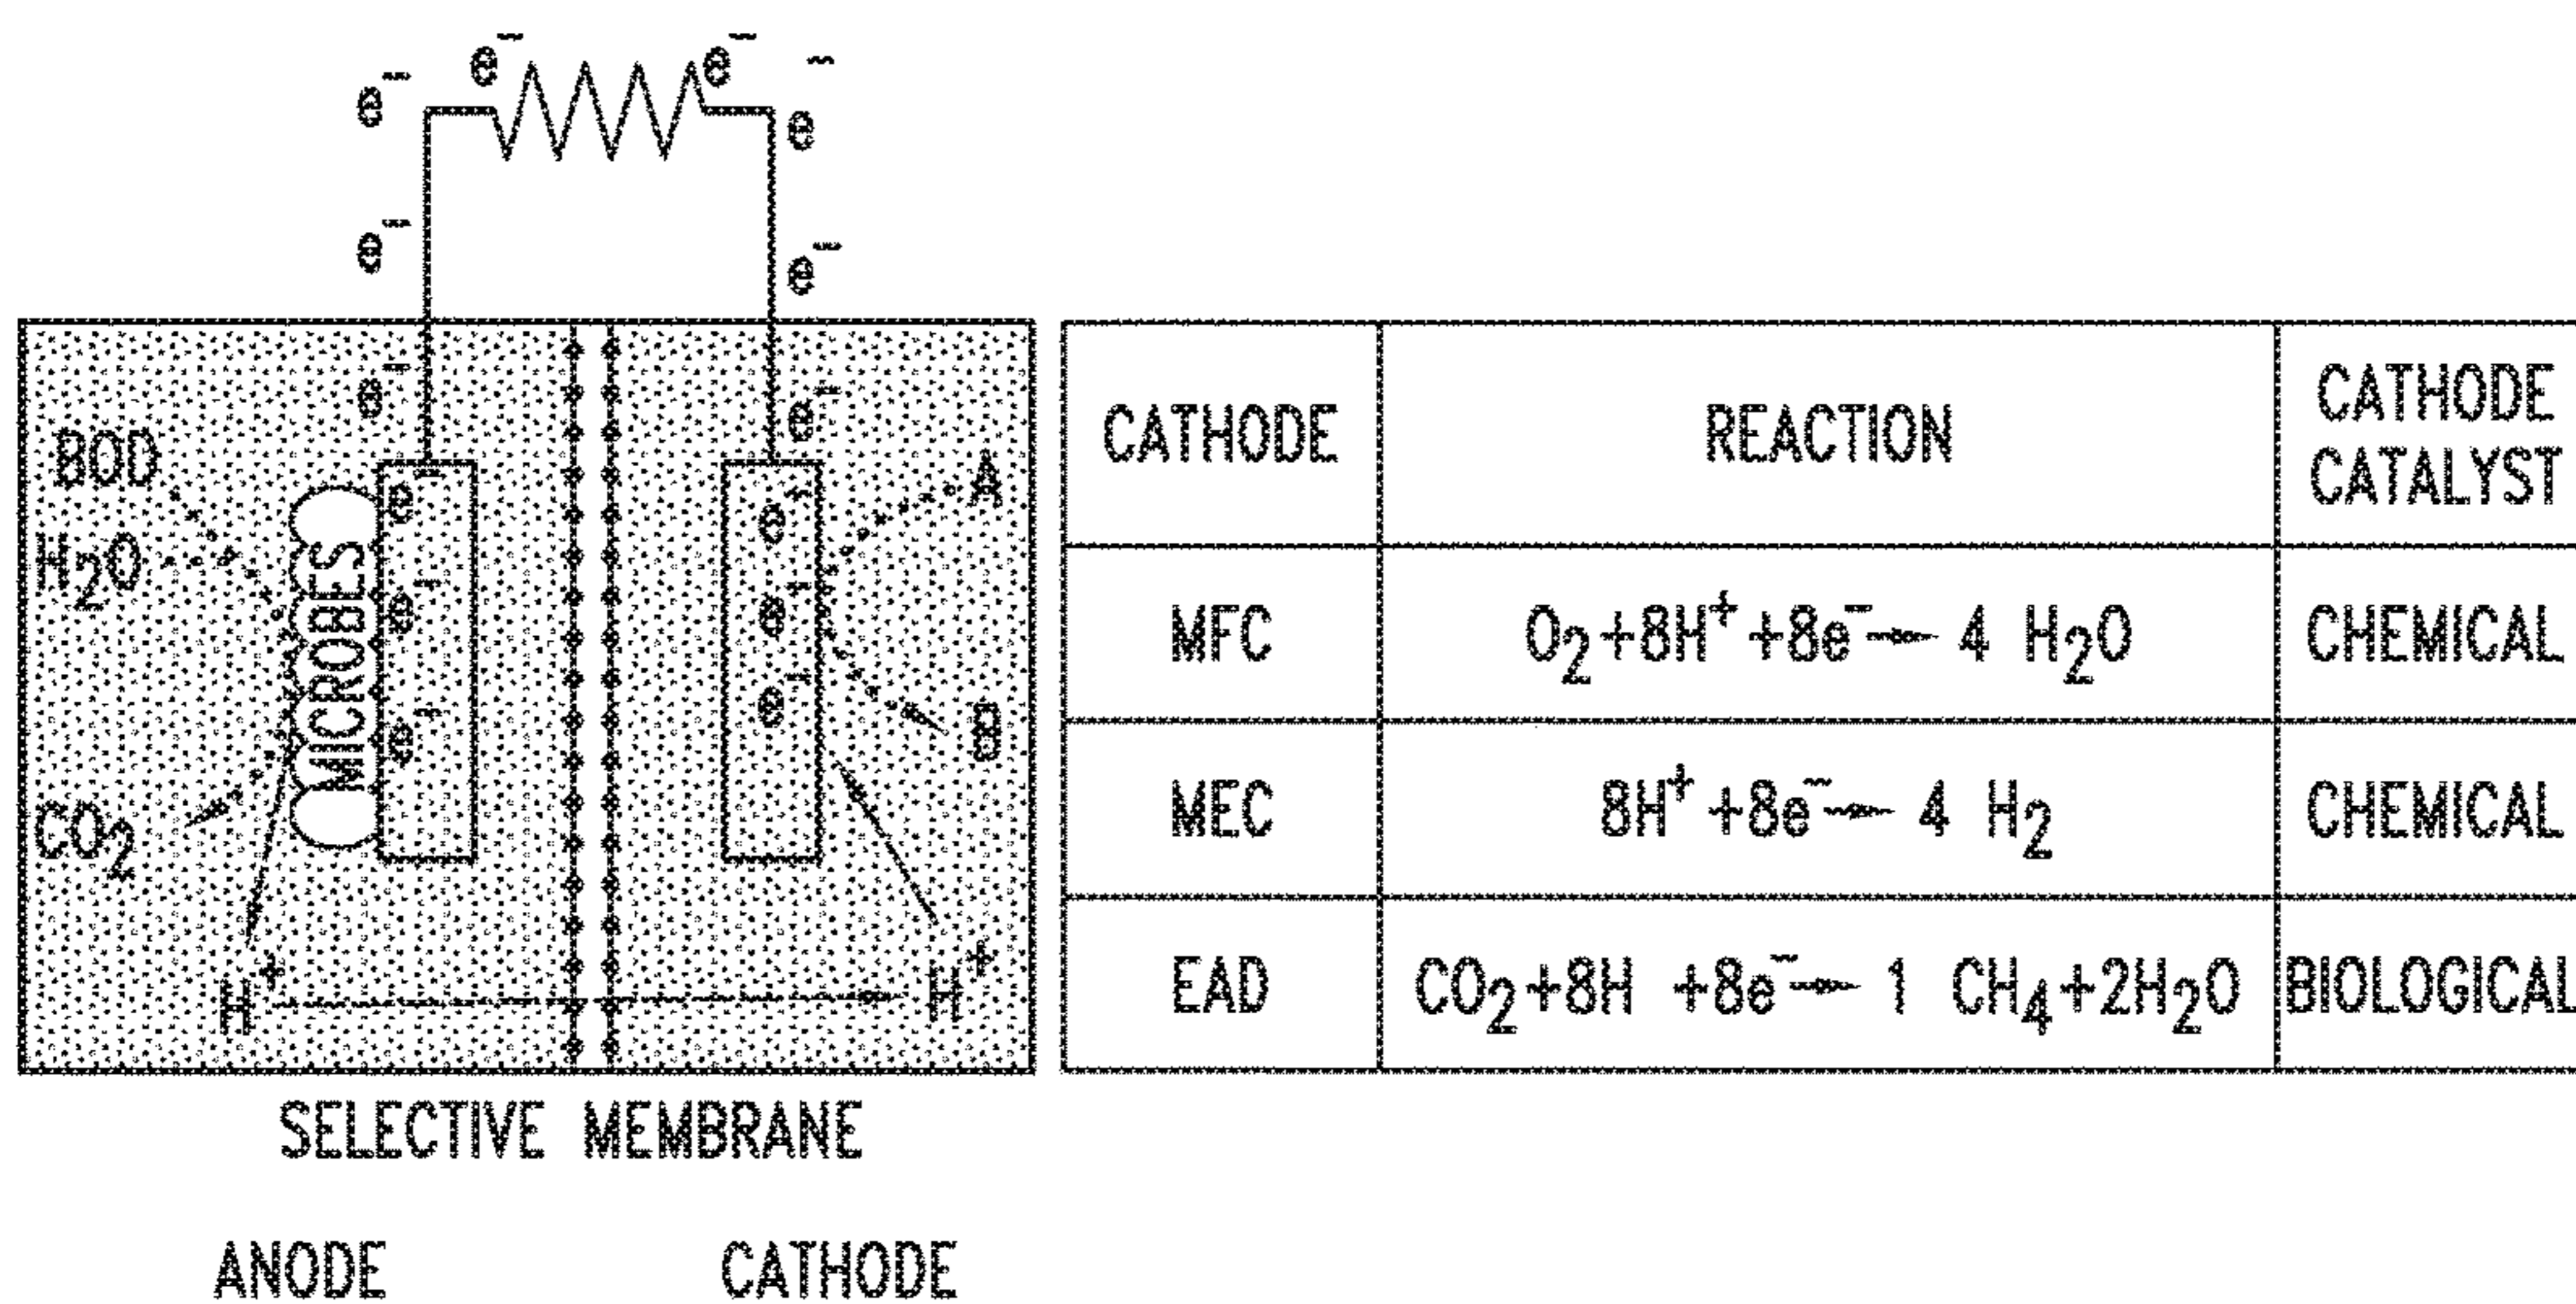 e⁻ e⁻ e⁻ ⁻
e
e⁻ e⁻
e⁻ e⁻
BOD
H₂O
CO₂
MICROBES
e⁻
e⁻
e⁻
e⁻
e⁻
e⁻
A
B
H⁺ H⁺
SELECTIVE MEMBRANE
ANODE CATHODE
CATHODE REACTION CATHODE CATALYST
MFC O₂+8H⁺+8e⁻→ 4 H₂O CHEMICAL
MEC 8H⁺+8e⁻→ 4 H₂ CHEMICAL
EAD CO₂+8H +8e⁻→ 1 CH₄+2H₂O BIOLOGICAL